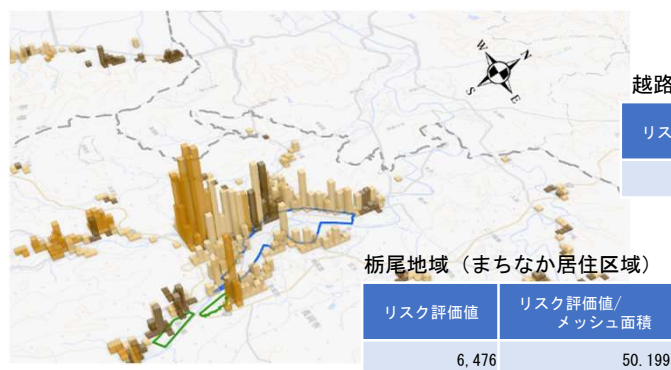 W
N
S
E
越路
リス
栃尾地域（まちなか居住区域）
リスク評価値
リスク評価値/
メッシュ面積
6,476
50.199